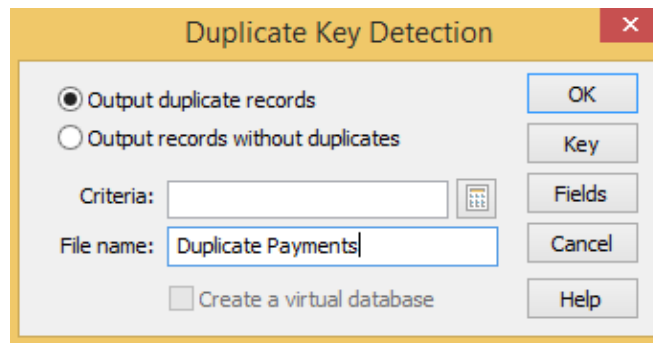 Duplicate Key Detection
Output duplicate records
OK
Output records without duplicates
Key
Criteria:
Fields
File name: Duplicate Payments
Cancel
Create a virtual database
Help